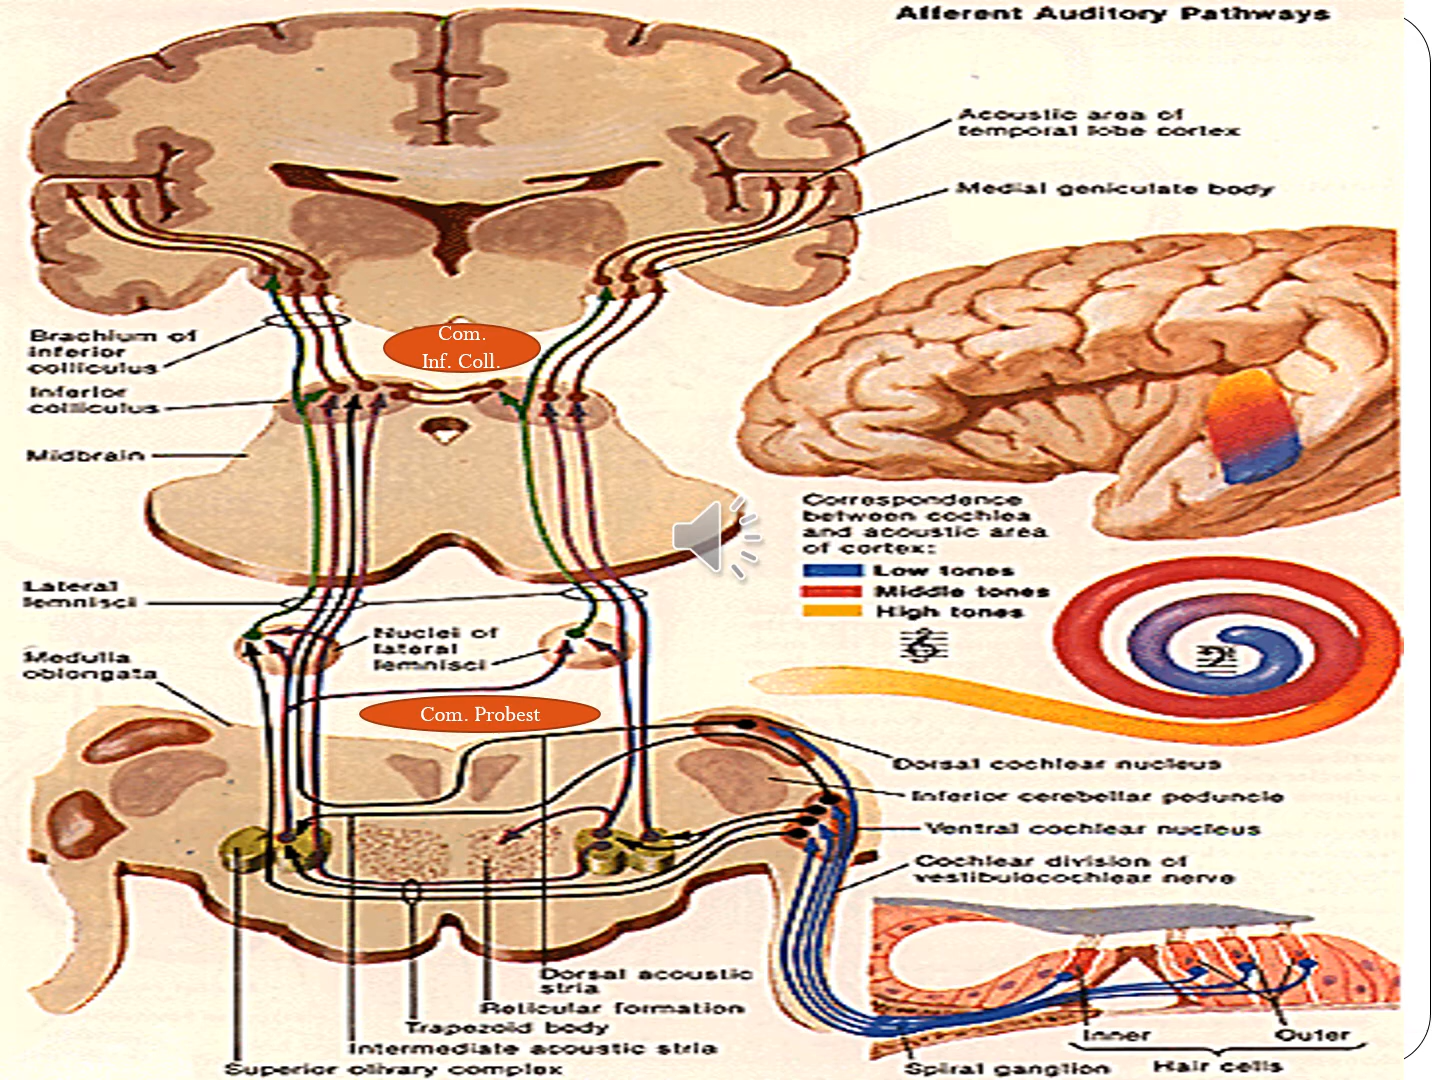 Afferent Auditory Pathways
Acoustic area of
temporal lobe cortex
Medial geniculate body
Brachium of
inferior
colliculus
Com.
Inf. Coll.
Inferior
colliculus
Midbrain
Correspondence
between cochlea
and acoustic area
of cortex:
Low tones
Middle tones
High tones
Lateral
lemnisci
Nuclei of
lateral
lemnisci
Medulla
oblongata
Com. Probest
Dorsal cochlear nucleus
Inferior cerebellar peduncle
Ventral cochlear nucleus
Cochlear division of
vestibulocochlear nerve
Dorsal acoustic
stria
Reticular formation
Trapezoid body
Intermediate acoustic stria
Superior olivary complex
Inner
Outer
Hair cells
Spiral ganglion